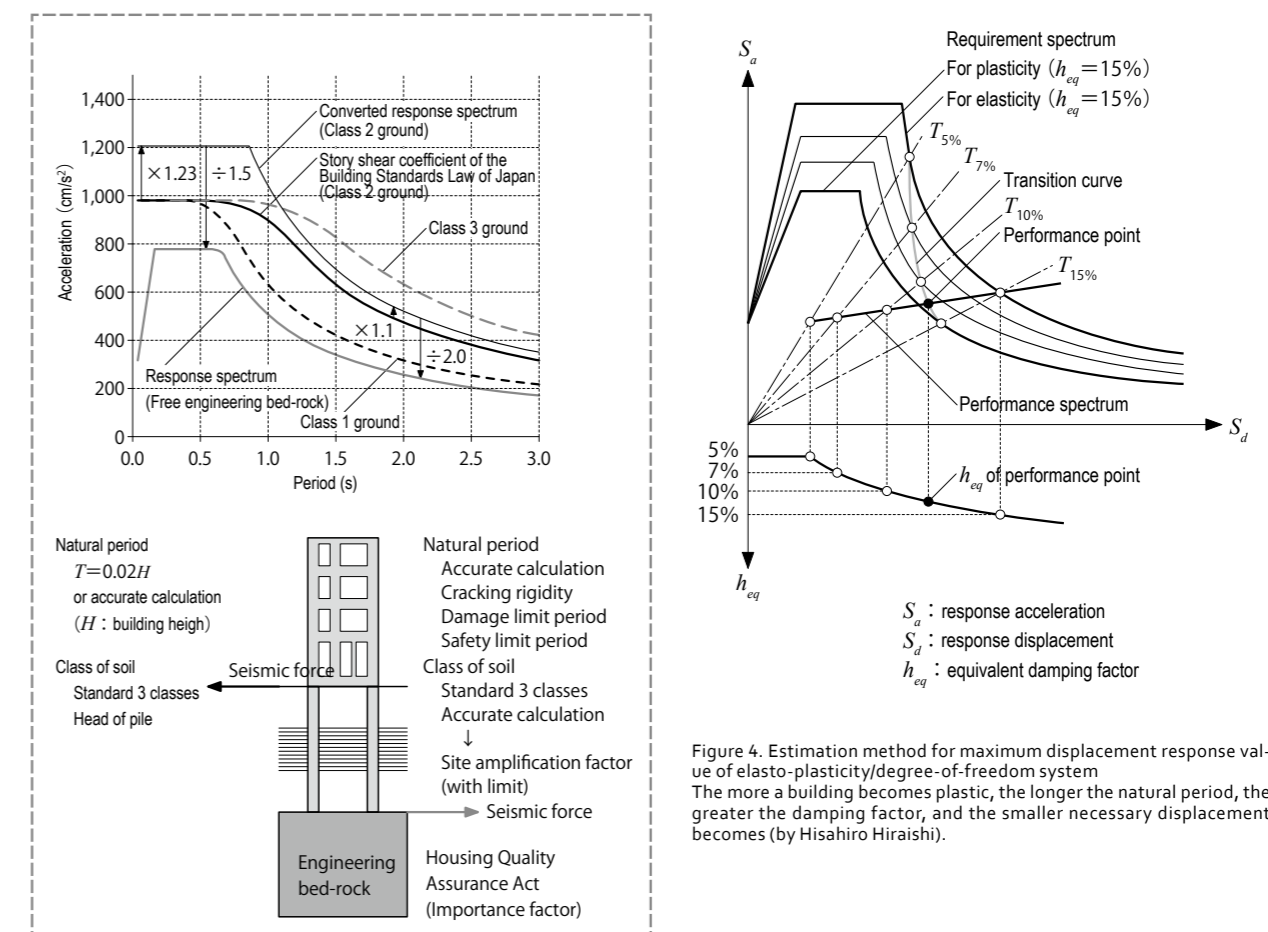 1,400
1,200
1,000
800
600
400
200
0
Acceleration (cm/s²)
0.0 0.5 1.0 1.5 2.0 2.5 3.0
Period (s)
×1.23
÷1.5
Converted response spectrum
(Class 2 ground)
Story shear coefficient of the
Building Standards Law of Japan
(Class 2 ground)
Class 3 ground
×1.1
÷2.0
Response spectrum
(Free engineering bed-rock)
Class 1 ground
Natural period
T=0.02H
or accurate calculation
(H : building heigh)
Class of soil
Standard 3 classes
Head of pile
Seismic force
Natural period
Accurate calculation
Cracking rigidity
Damage limit period
Safety limit period
Class of soil
Standard 3 classes
Accurate calculation
↓
Site amplification factor
(with limit)
Seismic force
Engineering
bed-rock
Housing Quality
Assurance Act
(Importance factor)
Sa
Requirement spectrum
For plasticity (heq=15%)
For elasticity (heq=15%)
T5%
T7%
Transition curve
T10%
Performance point
T15%
Performance spectrum
Sd
5%
7%
10%
15%
heq of performance point
heq
Sa : response acceleration
Sd : response displacement
heq : equivalent damping factor
Figure 4. Estimation method for maximum displacement response val-
ue of elasto-plasticity/degree-of-freedom system
The more a building becomes plastic, the longer the natural period, the
greater the damping factor, and the smaller necessary displacement
becomes (by Hisahiro Hiraishi).